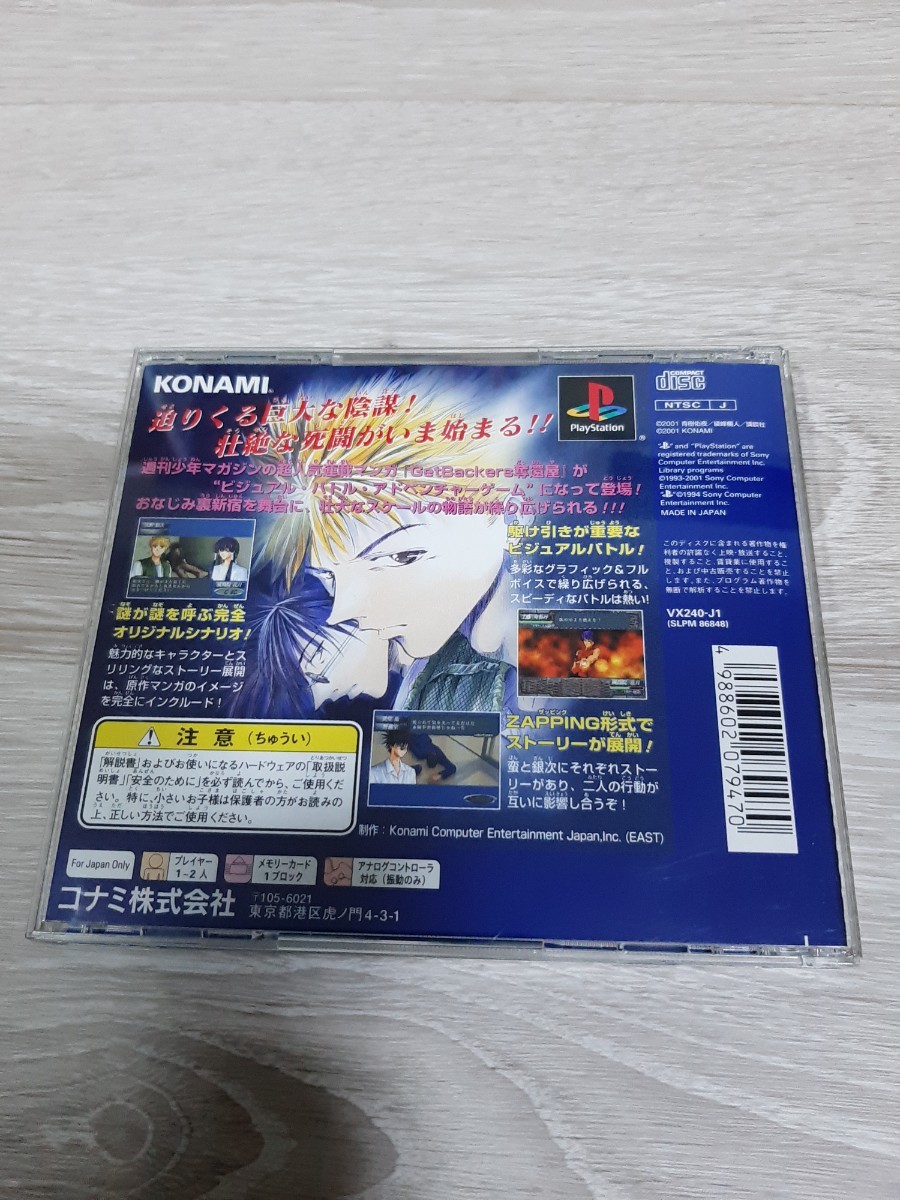 KONAMI
迫りくる巨大な陰謀!
壮絶な死闘がいま始まる!!
週刊少年マガジンの超人気連載マンガ「GetBackers奪還屋」が
"ビジュアル・バトル・アドベンチャーゲーム"になって登場!
おなじみ裏新宿を舞台に、壮大なスケールの物語が繰り広げられる!!!
PlayStation
COMPACT
disc
NTSC J
©2001 青樹佑夜/綾峰欄人/講談社
©2001 KONAMI
" " and "PlayStation" are
registered trademarks of Sony
Computer Entertainment Inc.
Library programs
©1993-2001 Sony Computer
Entertainment Inc.
" " ©1994 Sony Computer
Entertainment Inc.
MADE IN JAPAN
このディスクに含まれる著作物を権
利者の許諾なく上映・放送すること、
複製すること、賃貸業に使用するこ
と、および中古販売することを禁止
します。また、プログラム著作物を
無断で解析することを禁止します。
VX240-J1
(SLPM 86848)
4 988602 079470
駆け引きが重要な
ビジュアルバトル!
多彩なグラフィック&フル
ボイスで繰り広げられる、
スピーディなバトルは熱い!
謎が謎を呼ぶ完全
オリジナルシナリオ!
魅力的なキャラクターとス
リリングなストーリー展開
は、原作マンガのイメージ
を完全にインクルード!
ZAPPING形式で
ストーリーが展開!
蛮と銀次にそれぞれストー
リーがあり、二人の行動が
互いに影響し合うぞ!
注意(ちゅうい)
「解説書」およびお使いになるハードウェアの「取扱説
明書」「安全のために」を必ず読んでから、ご使用くだ
さい。特に、小さいお子様は保護者の方がお読みの
上、正しい方法でご使用ください。
制作:Konami Computer Entertainment Japan,Inc. (EAST)
For Japan Only
プレイヤー
1~2人
メモリーカード
1ブロック
アナログコントローラ
対応(振動のみ)
コナミ株式会社
〒105-6021
東京都港区虎ノ門4-3-1